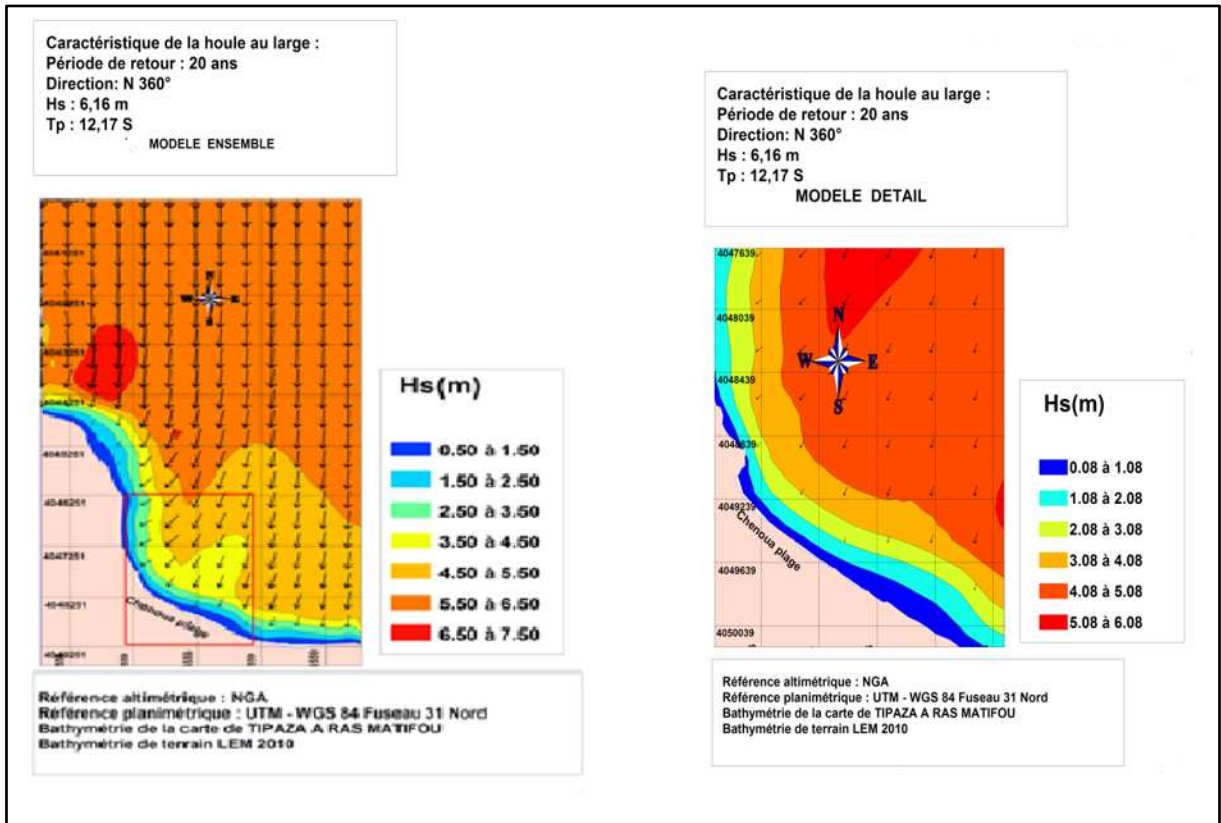 Caractéristique de la houle au large :
Période de retour : 20 ans
Direction: N 360°
Hs : 6,16 m
Tp : 12,17 S
MODELE ENSEMBLE
N
W E
S
Chenoua plage
Hs(m)
0.50 à 1.50
1.50 à 2.50
2.50 à 3.50
3.50 à 4.50
4.50 à 5.50
5.50 à 6.50
6.50 à 7.50
Référence altimétrique : NGA
Référence planimétrique : UTM - WGS 84 Fuseau 31 Nord
Bathymétrie de la carte de TIPAZA A RAS MATIFOU
Bathymétrie de terrain LEM 2010
Caractéristique de la houle au large :
Période de retour : 20 ans
Direction: N 360°
Hs : 6,16 m
Tp : 12,17 S
MODELE DETAIL
4047639
4048039
N
W E
4048439
S
4048839
4049239
Chenoua plage
4049639
4050039
Hs(m)
0.08 à 1.08
1.08 à 2.08
2.08 à 3.08
3.08 à 4.08
4.08 à 5.08
5.08 à 6.08
Référence altimétrique : NGA
Référence planimétrique : UTM - WGS 84 Fuseau 31 Nord
Bathymétrie de la carte de TIPAZA A RAS MATIFOU
Bathymétrie de terrain LEM 2010